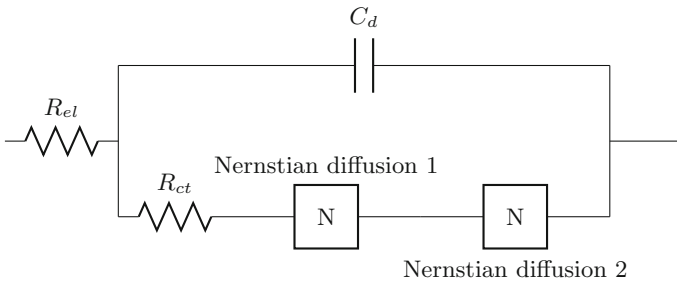 C_d
R_el
Nernstian diffusion 1
R_ct
N
N
Nernstian diffusion 2